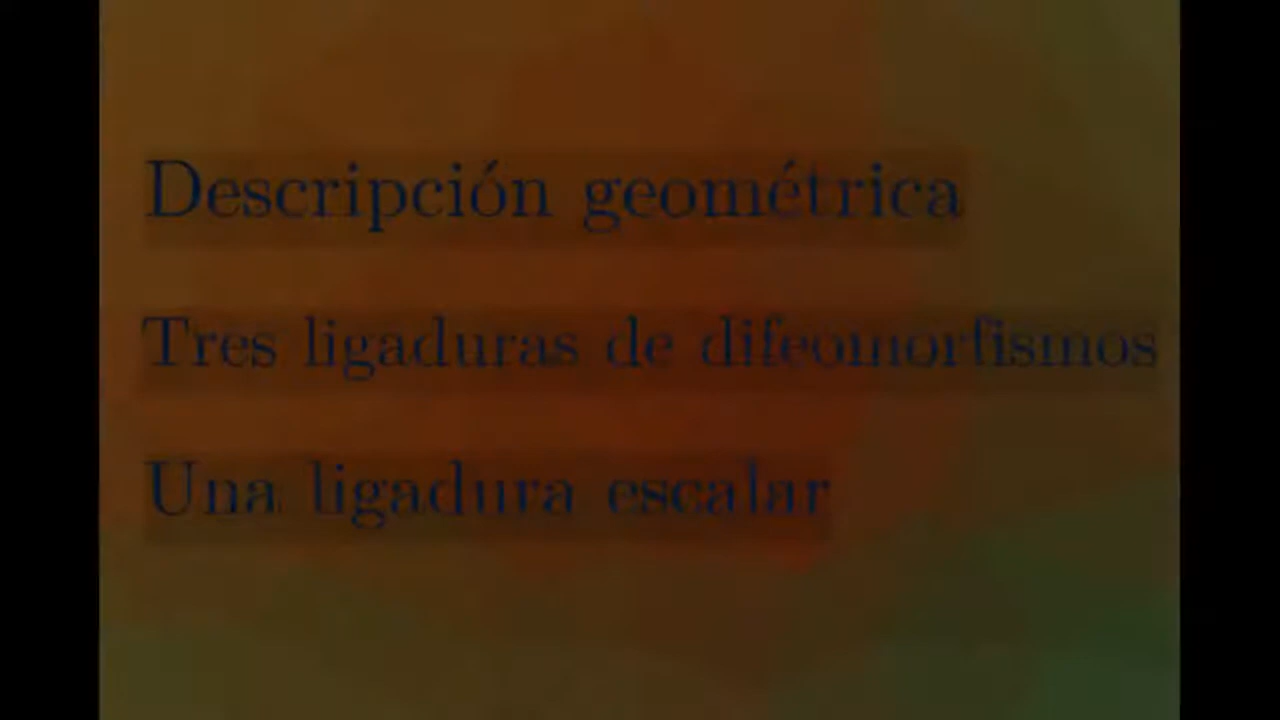 Descripción geométrica
Tres ligaduras de difeomorfismos
Una ligadura escalar